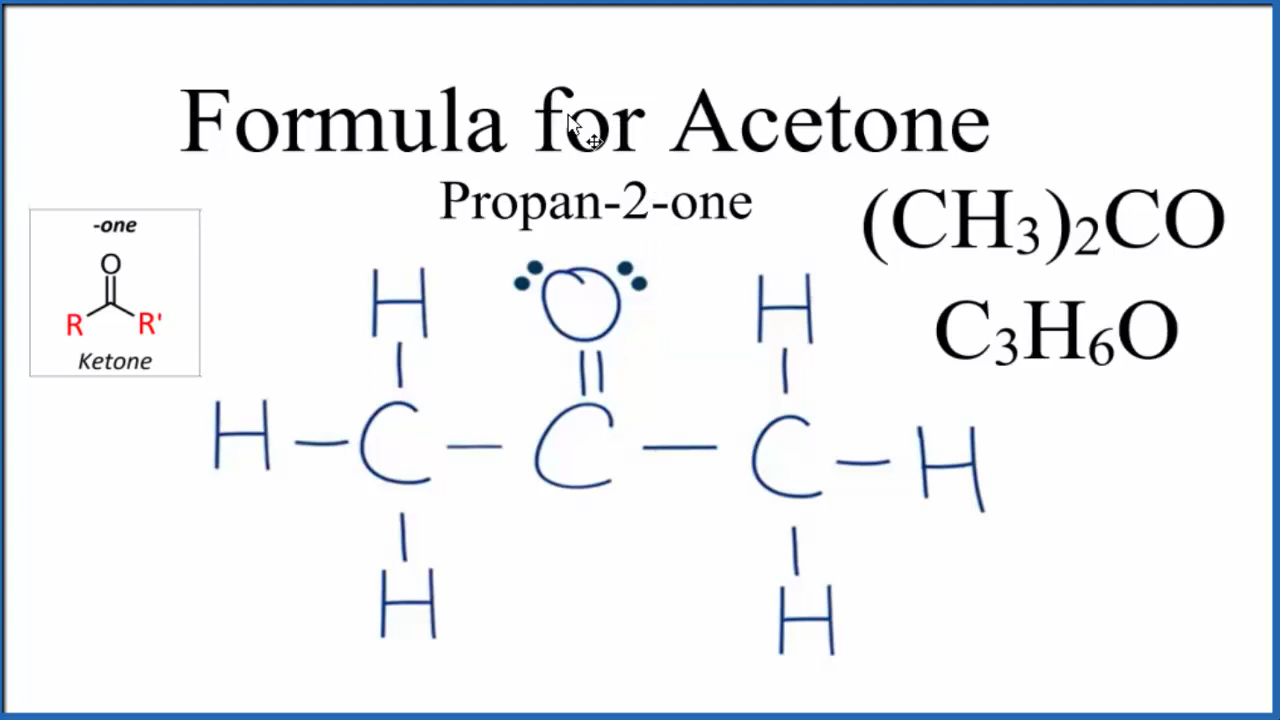 Formula for Acetone
Propan-2-one
(CH₃)₂CO
C₃H₆O
-one
O
R R'
Ketone
H O H
H C C C H
H H